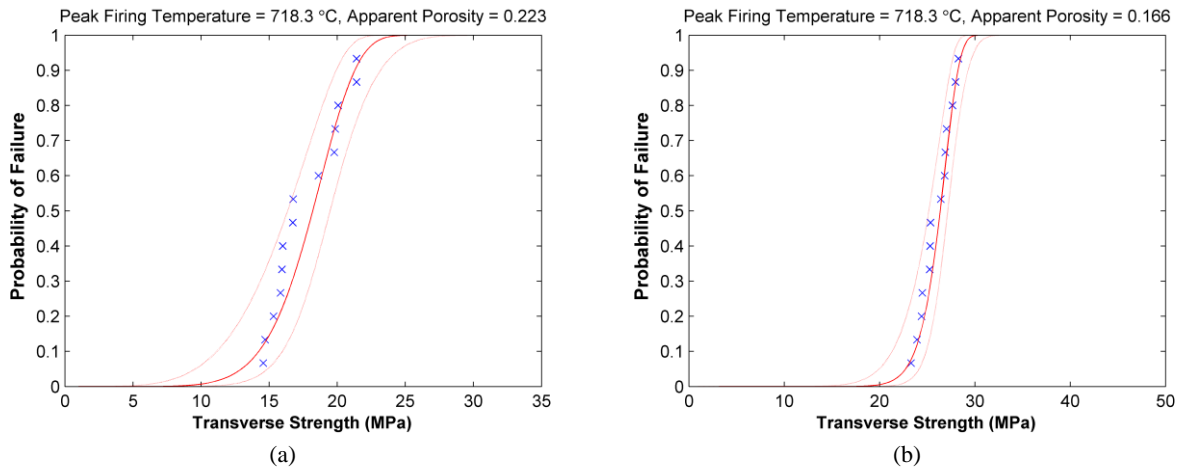 Peak Firing Temperature = 718.3 °C, Apparent Porosity = 0.223
1
0.9
0.8
0.7
0.6
0.5
0.4
0.3
0.2
0.1
0
Probability of Failure
0 5 10 15 20 25 30 35
Transverse Strength (MPa)
(a)
Peak Firing Temperature = 718.3 °C, Apparent Porosity = 0.166
1
0.9
0.8
0.7
0.6
0.5
0.4
0.3
0.2
0.1
0
Probability of Failure
0 10 20 30 40 50
Transverse Strength (MPa)
(b)